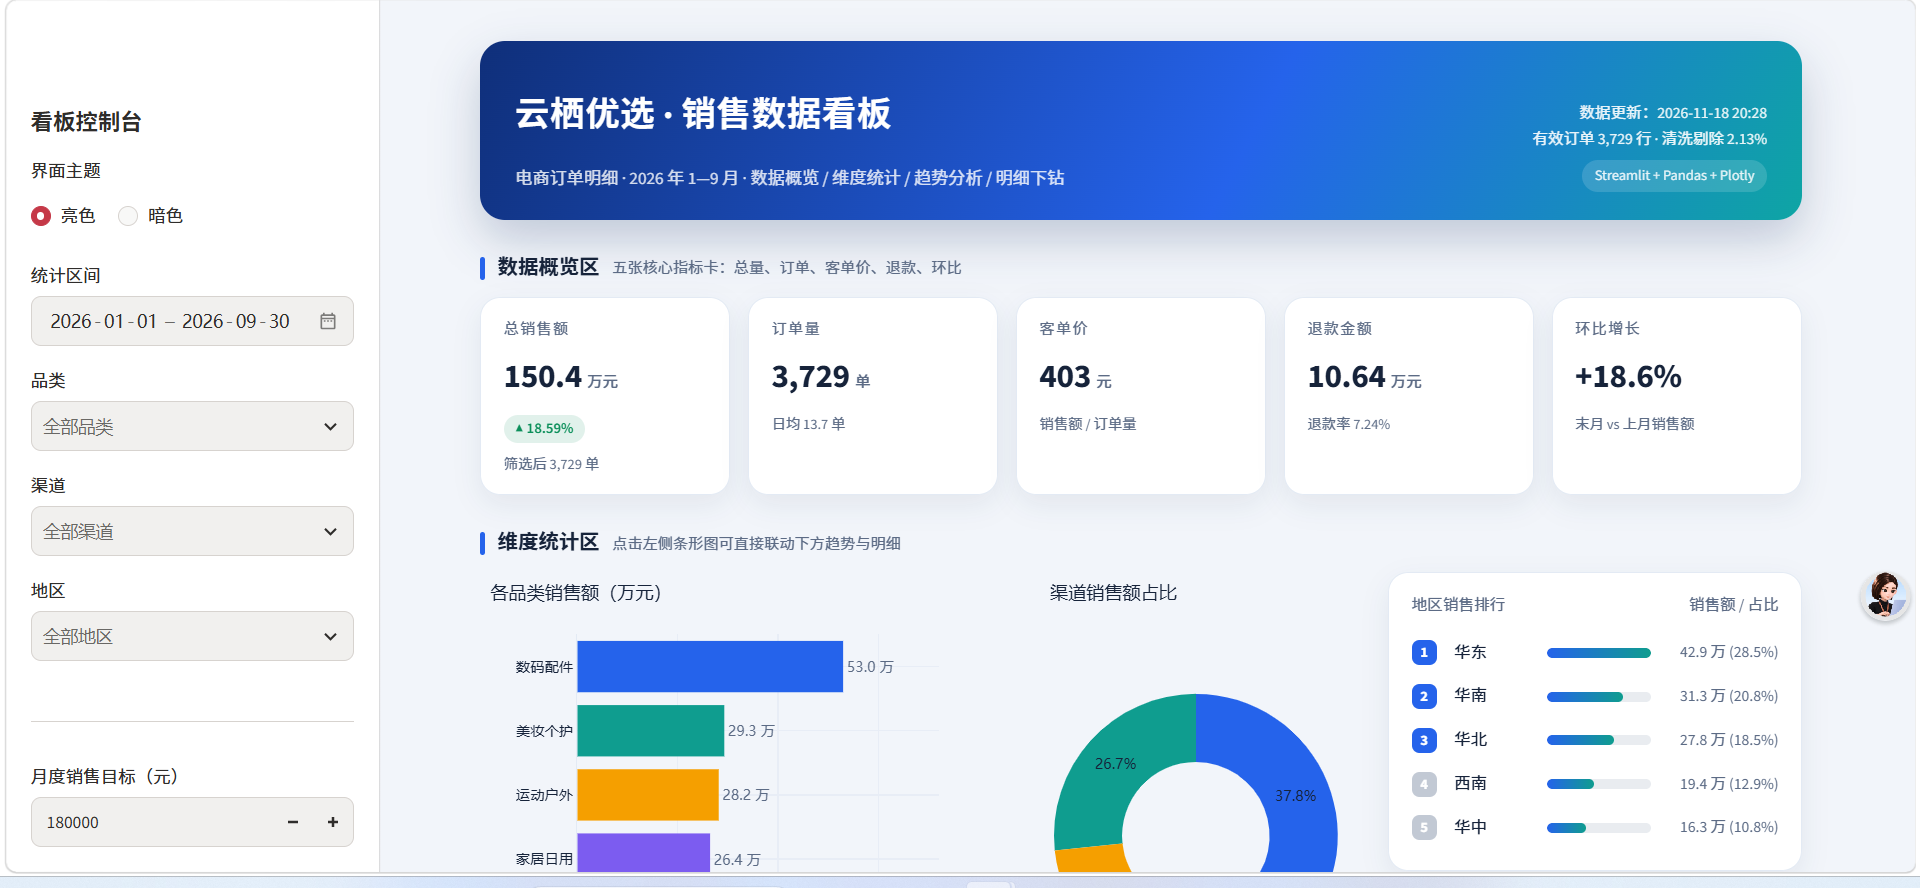 看板控制台
界面主题
亮色 暗色
统计区间
2026-01-01 – 2026-09-30
品类
全部品类
渠道
全部渠道
地区
全部地区
月度销售目标（元）
180000
云栖优选 · 销售数据看板
电商订单明细 · 2026 年 1—9 月 · 数据概览 / 维度统计 / 趋势分析 / 明细下钻
数据更新：2026-11-18 20:28
有效订单 3,729 行 · 清洗剔除 2.13%
Streamlit + Pandas + Plotly
数据概览区 五张核心指标卡：总量、订单、客单价、退款、环比
总销售额
150.4 万元
▲ 18.59%
筛选后 3,729 单
订单量
3,729 单
日均 13.7 单
客单价
403 元
销售额 / 订单量
退款金额
10.64 万元
退款率 7.24%
环比增长
+18.6%
末月 vs 上月销售额
维度统计区 点击左侧条形图可直接联动下方趋势与明细
各品类销售额（万元）
数码配件 53.0 万
美妆个护 29.3 万
运动户外 28.2 万
家居日用 26.4 万
渠道销售额占比
26.7%
37.8%
地区销售排行 销售额 / 占比
1 华东 42.9 万 (28.5%)
2 华南 31.3 万 (20.8%)
3 华北 27.8 万 (18.5%)
4 西南 19.4 万 (12.9%)
5 华中 16.3 万 (10.8%)